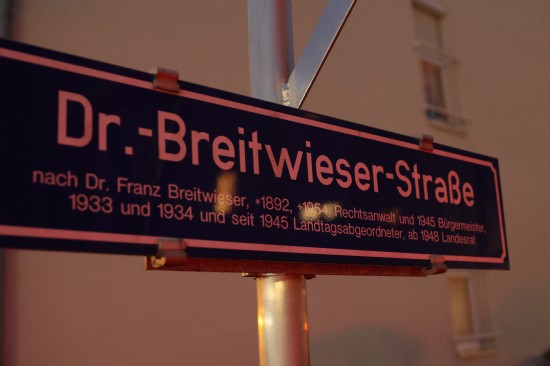 Dr.-Breitwieser-Straße
nach Dr. Franz Breitwieser, *1892, +1954, Rechtsanwalt und 1945 Bürgermeister,
1933 und 1934 und seit 1945 Landtagsabgeordneter, ab 1948 Landesrat